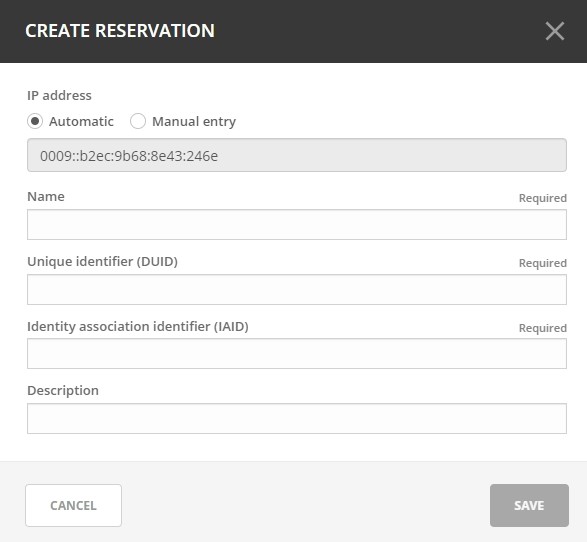 CREATE RESERVATION
IP address
Automatic Manual entry
0009::b2ec:9b68:8e43:246e
Name Required
Unique identifier (DUID) Required
Identity association identifier (IAID) Required
Description
CANCEL SAVE